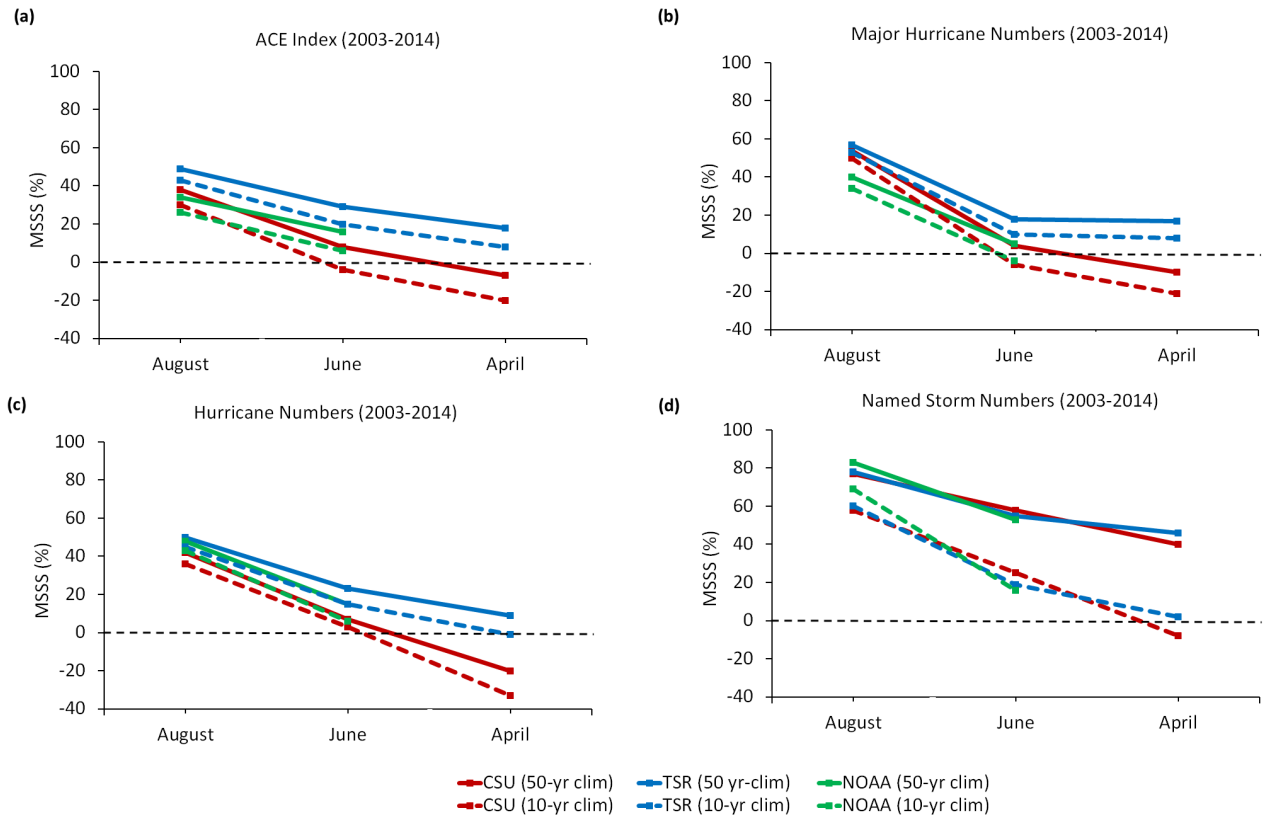 (a)
ACE Index (2003-2014)
100
80
60
40
20
0
-20
-40
MSSS (%)
August June April
(b)
Major Hurricane Numbers (2003-2014)
100
80
60
40
20
0
-20
-40
MSSS (%)
August June April
(c)
Hurricane Numbers (2003-2014)
100
80
60
40
20
0
-20
-40
MSSS (%)
August June April
(d)
Named Storm Numbers (2003-2014)
100
80
60
40
20
0
-20
-40
MSSS (%)
August June April
CSU (50-yr clim) TSR (50 yr-clim) NOAA (50-yr clim)
CSU (10-yr clim) TSR (10-yr clim) NOAA (10-yr clim)